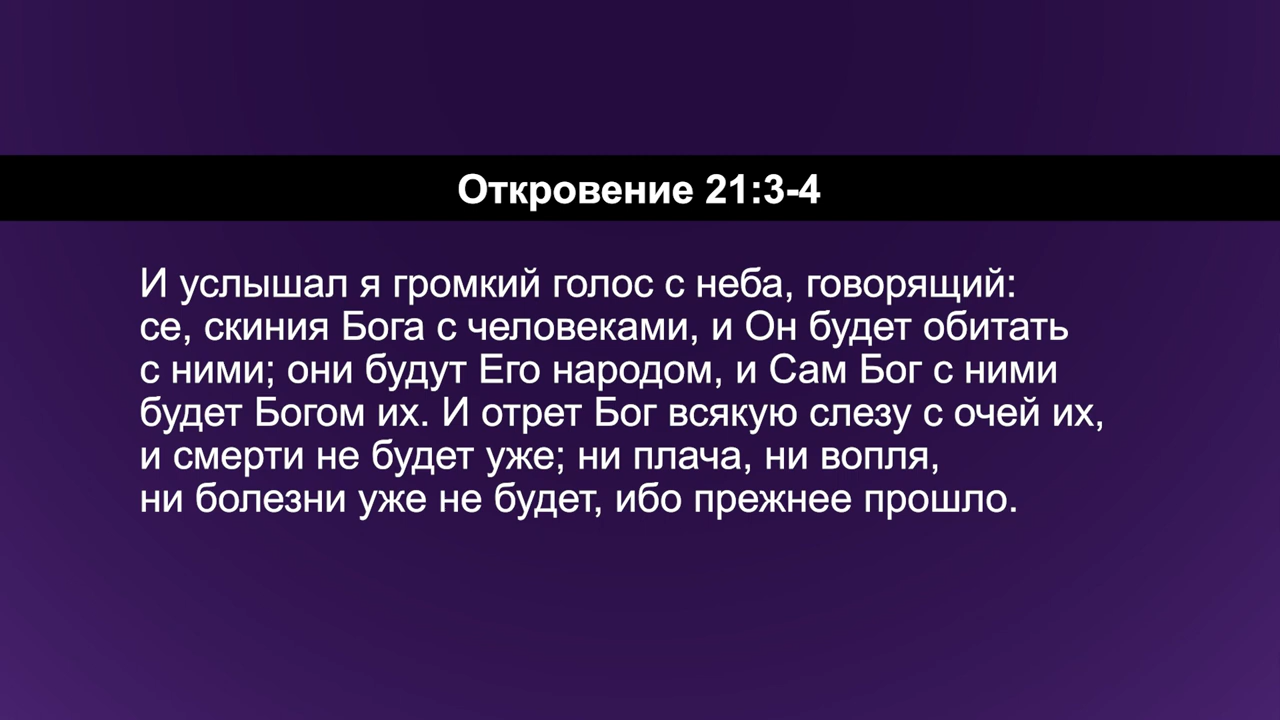 Откровение 21:3-4
И услышал я громкий голос с неба, говорящий:
се, скиния Бога с человеками, и Он будет обитать
с ними; они будут Его народом, и Сам Бог с ними
будет Богом их. И отрет Бог всякую слезу с очей их,
и смерти не будет уже; ни плача, ни вопля,
ни болезни уже не будет, ибо прежнее прошло.